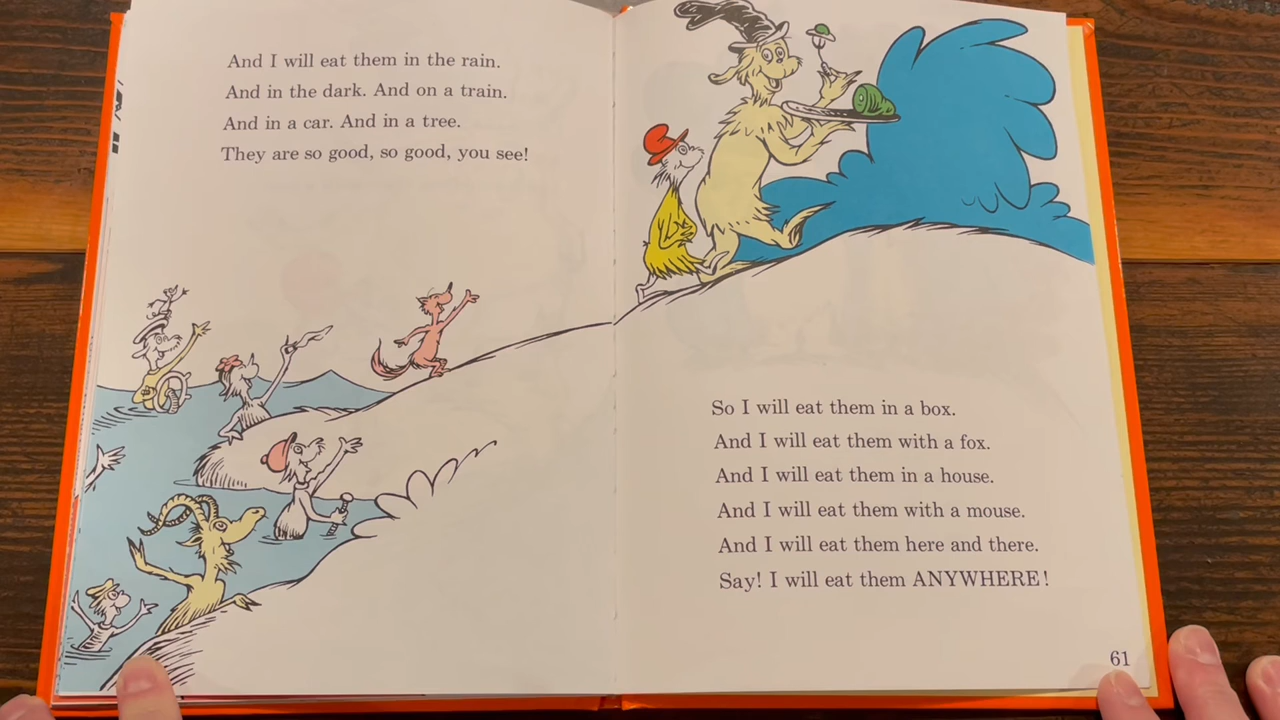 And I will eat them in the rain.
And in the dark. And on a train.
And in a car. And in a tree.
They are so good, so good, you see!
So I will eat them in a box.
And I will eat them with a fox.
And I will eat them in a house.
And I will eat them with a mouse.
And I will eat them here and there.
Say! I will eat them ANYWHERE!
61